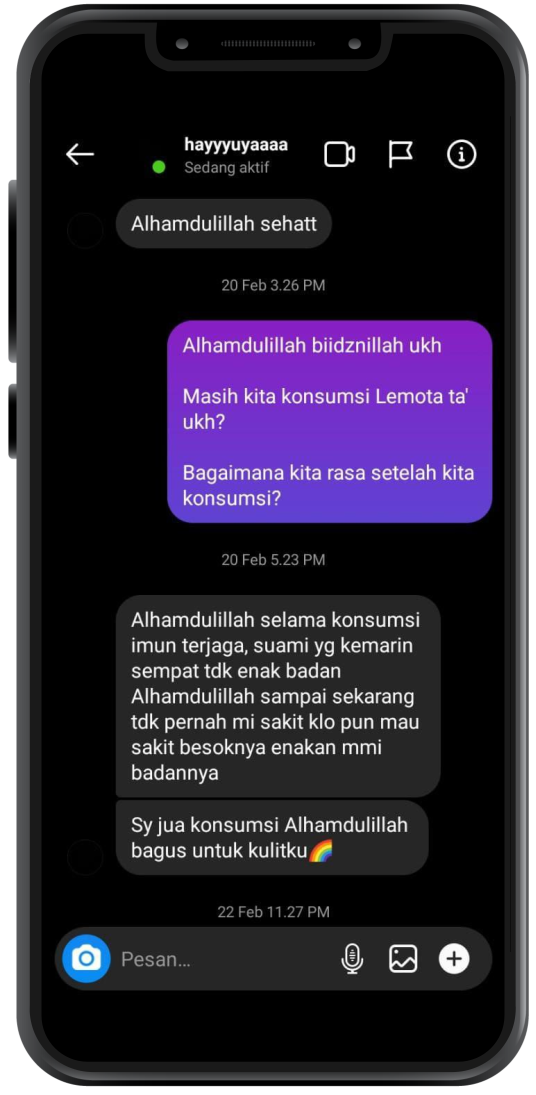 hayyyuyaaaa
Sedang aktif
Alhamdulillah sehatt
20 Feb 3.26 PM
Alhamdulillah biidznillah ukh
Masih kita konsumsi Lemota ta'
ukh?
Bagaimana kita rasa setelah kita
konsumsi?
20 Feb 5.23 PM
Alhamdulillah selama konsumsi
imun terjaga, suami yg kemarin
sempat tdk enak badan
Alhamdulillah sampai sekarang
tdk pernah mi sakit klo pun mau
sakit besoknya enakan mmi
badannya
Sy jua konsumsi Alhamdulillah
bagus untuk kulitku🌈
22 Feb 11.27 PM
Pesan...